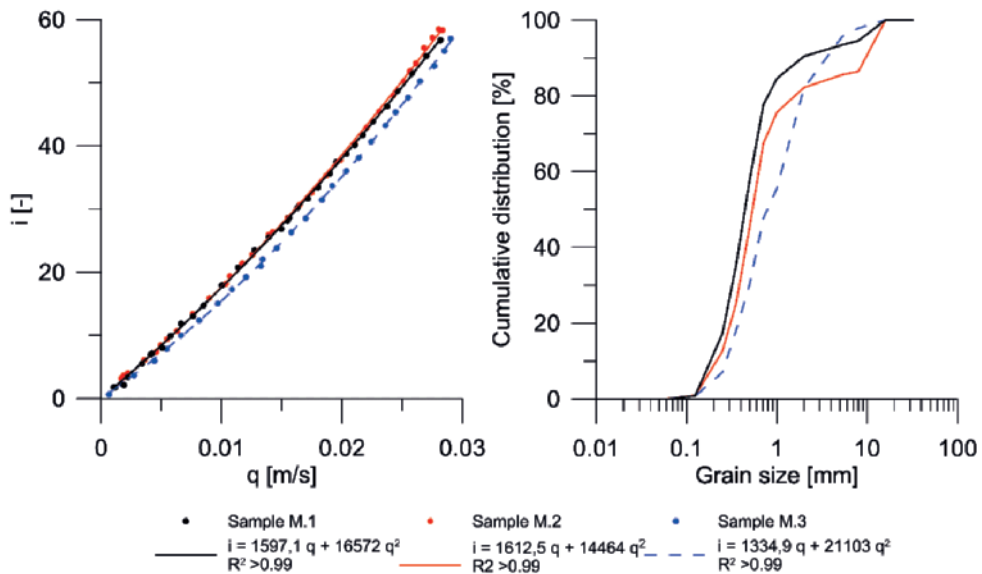 60
40
20
0
i [-]
0
0.01
0.02
0.03
q [m/s]
100
80
60
40
20
0
Cumulative distribution [%]
0.01
0.1
1
10
100
Grain size [mm]
Sample M.1
i = 1597,1 q + 16572 q²
R² >0.99
Sample M.2
i = 1612,5 q + 14464 q²
R2 >0.99
Sample M.3
i = 1334,9 q + 21103 q²
R² >0.99